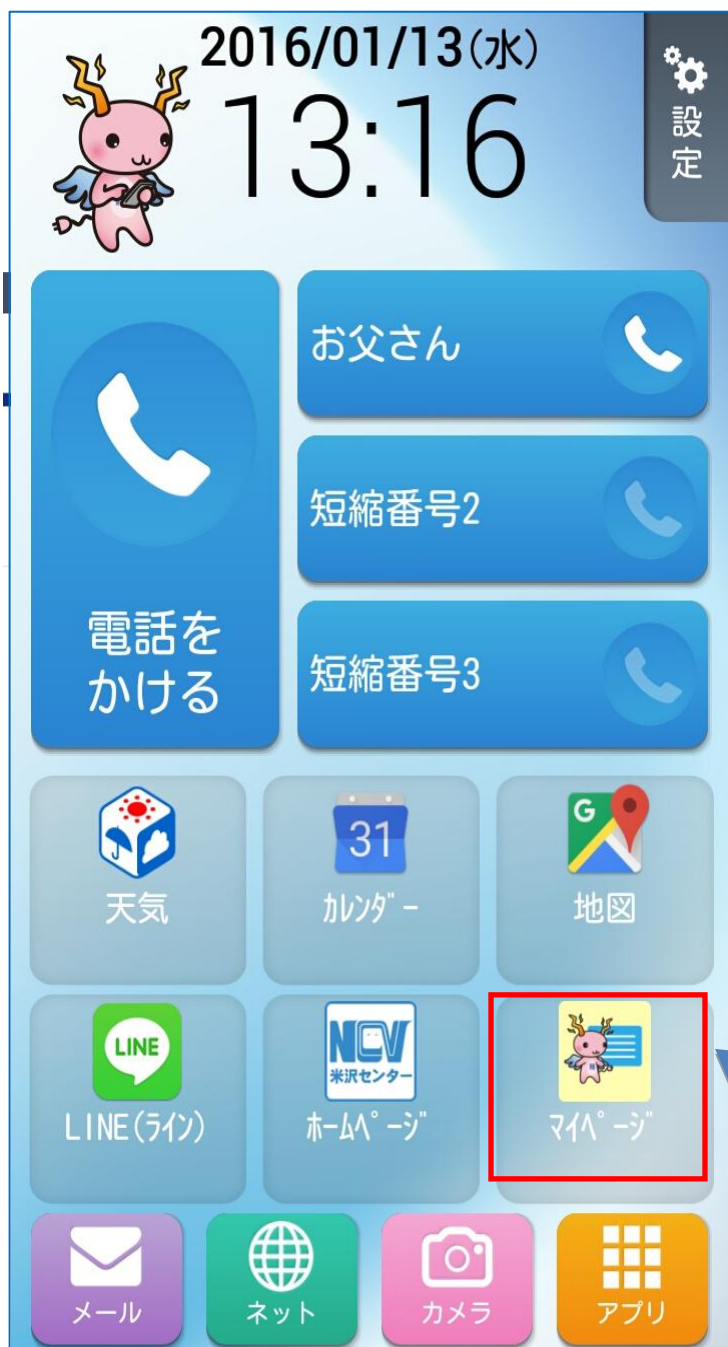 2016/01/13(水)
13:16
設定
お父さん
短縮番号2
短縮番号3
電話を
かける
31
G
天気
ｶﾚﾝﾀﾞｰ
地図
LINE
NCV
米沢センター
LINE(ﾗｲﾝ)
ﾎｰﾑﾍﾟｰｼﾞ
ﾏｲﾍﾟｰｼﾞ
メール
ネット
カメラ
アプリ